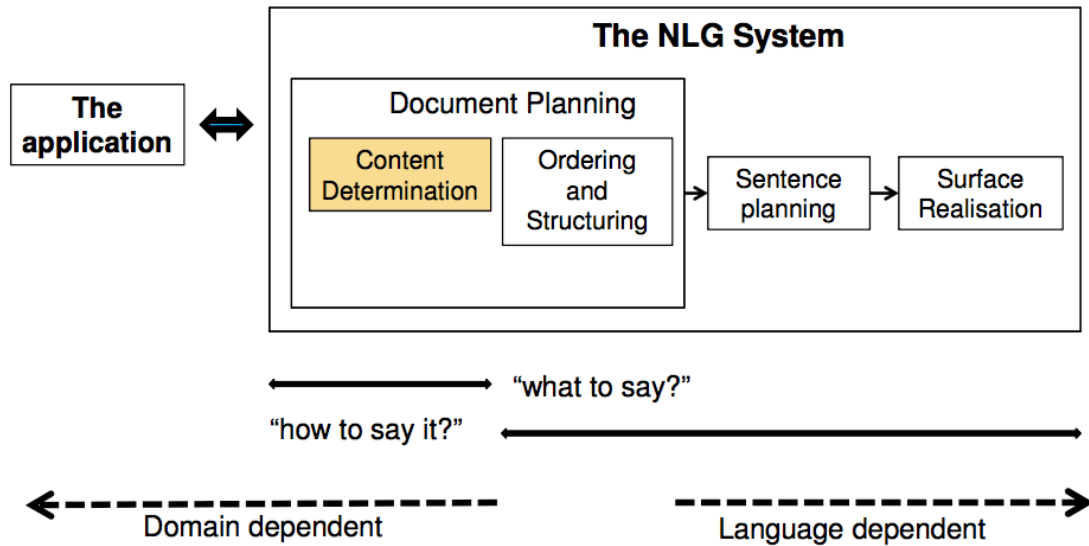 The NLG System
The
application
Document Planning
Content
Determination
Ordering
and
Structuring
Sentence
planning
Surface
Realisation
“what to say?”
“how to say it?”
Domain dependent
Language dependent